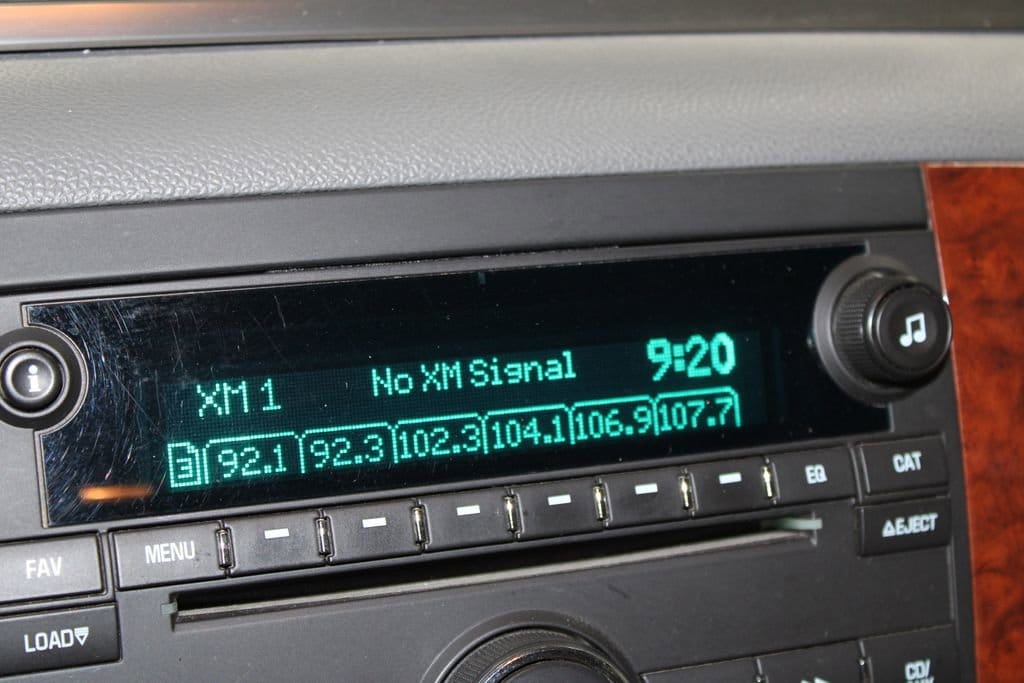 i
XM 1 No XM Signal 9:20
3 92.1 92.3 102.3 104.1 106.9 107.7
EQ CAT
MENU
FAV
EJECT
LOAD
CD/